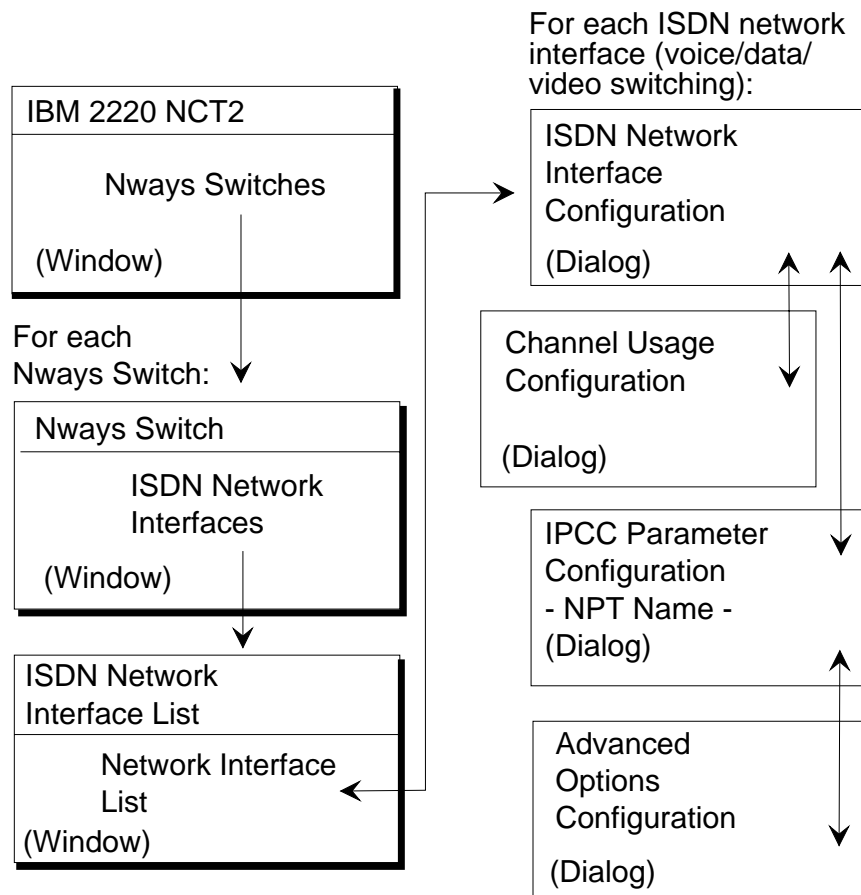 IBM 2220 NCT2
Nways Switches
(Window)
For each
Nways Switch:
Nways Switch
ISDN Network
Interfaces
(Window)
ISDN Network
Interface List
Network Interface
List
(Window)
For each ISDN network
interface (voice/data/
video switching):
ISDN Network
Interface
Configuration
(Dialog)
Channel Usage
Configuration
(Dialog)
IPCC Parameter
Configuration
- NPT Name -
(Dialog)
Advanced
Options
Configuration
(Dialog)